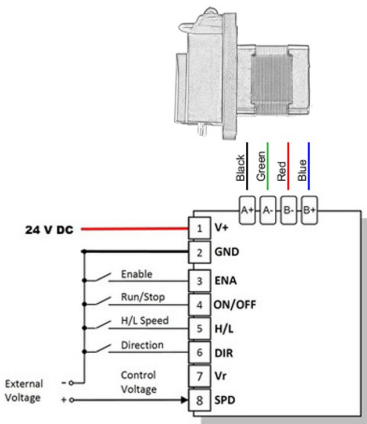 Black
Green
Red
Blue
A+ A- B- B+
24 V DC 1 V+
2 GND
Enable 3 ENA
Run/Stop 4 ON/OFF
H/L Speed 5 H/L
Direction 6 DIR
7 Vr
External Voltage - +
Control Voltage 8 SPD